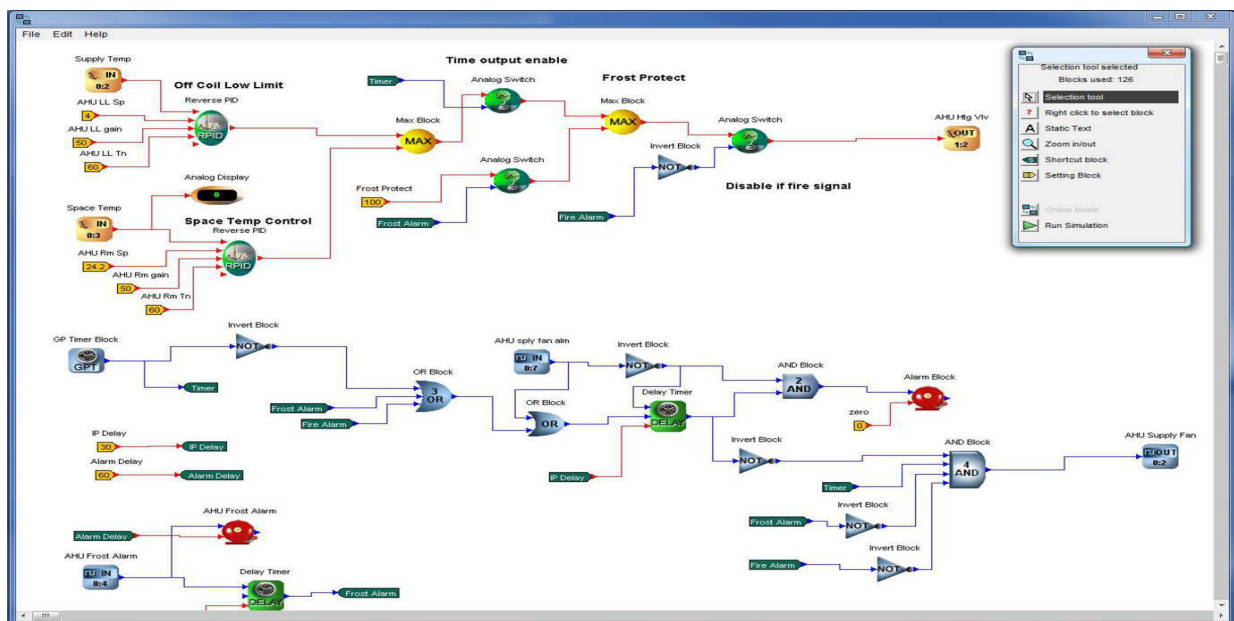 File Edit Help
Supply Temp
IN
0:2
Off Coil Low Limit
Reverse PID
RPID
AHU LL Sp
4
AHU LL gain
50
AHU LL Tn
60
Analog Display
0
Space Temp
IN
0:3
Space Temp Control
Reverse PID
RPID
AHU Rm Sp
24.2
AHU Rm gain
50
AHU Rm Tn
60
Time output enable
Timer
Analog Switch
Max Block
MAX
Analog Switch
Frost Protect
100
Frost Alarm
Frost Protect
Max Block
MAX
Invert Block
NOT
Fire Alarm
Analog Switch
Disable if fire signal
AHU Htg Vlv
OUT
1:2
Selection tool selected
Blocks used: 126
Selection tool
Right click to select block
Static Text
Zoom in/out
Shortcut block
Setting Block
Online Mode
Run Simulation
GP Timer Block
GPT
Timer
Invert Block
NOT
Frost Alarm
Fire Alarm
OR Block
3
OR
AHU sply fan alm
IN
0:7
OR Block
OR
Invert Block
NOT
Delay Timer
DELAY
IP Delay
AND Block
2
AND
zero
0
Alarm Block
Invert Block
NOT
Timer
Frost Alarm
Invert Block
NOT
Fire Alarm
Invert Block
NOT
AND Block
4
AND
AHU Supply Fan
OUT
0:2
IP Delay
30
IP Delay
Alarm Delay
60
Alarm Delay
AHU Frost Alarm
Alarm Delay
AHU Frost Alarm
IN
0:4
Delay Timer
DELAY
Frost Alarm